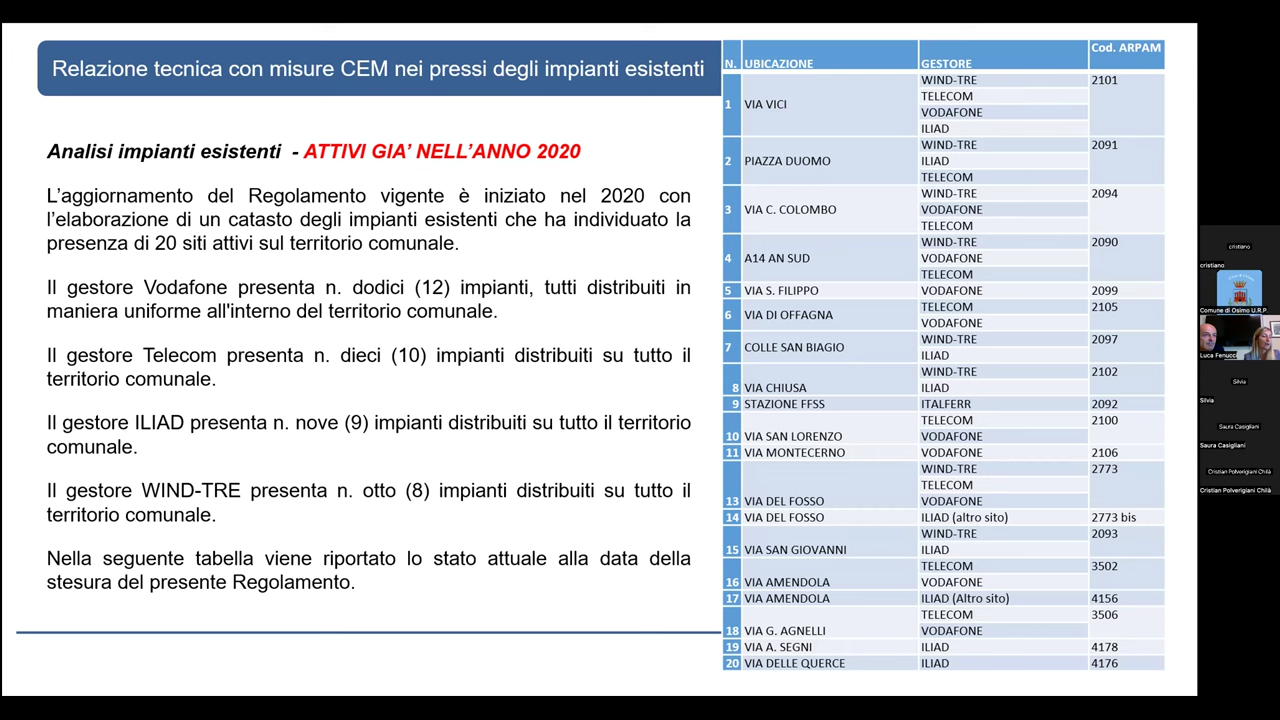 Relazione tecnica con misure CEM nei pressi degli impianti esistenti
Analisi impianti esistenti - ATTIVI GIA' NELL'ANNO 2020
L'aggiornamento del Regolamento vigente è iniziato nel 2020 con
l'elaborazione di un catasto degli impianti esistenti che ha individuato la
presenza di 20 siti attivi sul territorio comunale.
Il gestore Vodafone presenta n. dodici (12) impianti, tutti distribuiti in
maniera uniforme all'interno del territorio comunale.
Il gestore Telecom presenta n. dieci (10) impianti distribuiti su tutto il
territorio comunale.
Il gestore ILIAD presenta n. nove (9) impianti distribuiti su tutto il territorio
comunale.
Il gestore WIND-TRE presenta n. otto (8) impianti distribuiti su tutto il
territorio comunale.
Nella seguente tabella viene riportato lo stato attuale alla data della
stesura del presente Regolamento.
N. UBICAZIONE GESTORE Cod. ARPAM
WIND-TRE 2101
TELECOM
1 VIA VICI
VODAFONE
ILIAD
WIND-TRE 2091
2 PIAZZA DUOMO ILIAD
TELECOM
WIND-TRE 2094
3 VIA C. COLOMBO VODAFONE
TELECOM
WIND-TRE 2090
4 A14 AN SUD VODAFONE
TELECOM
5 VIA S. FILIPPO VODAFONE 2099
TELECOM 2105
6 VIA DI OFFAGNA
VODAFONE
WIND-TRE 2097
7 COLLE SAN BIAGIO
ILIAD
WIND-TRE 2102
8 VIA CHIUSA ILIAD
9 STAZIONE FFSS ITALFERR 2092
TELECOM 2100
10 VIA SAN LORENZO VODAFONE
11 VIA MONTECERNO VODAFONE 2106
WIND-TRE 2773
TELECOM
13 VIA DEL FOSSO VODAFONE
14 VIA DEL FOSSO ILIAD (altro sito) 2773 bis
WIND-TRE 2093
15 VIA SAN GIOVANNI ILIAD
TELECOM 3502
16 VIA AMENDOLA VODAFONE
17 VIA AMENDOLA ILIAD (Altro sito) 4156
TELECOM 3506
18 VIA G. AGNELLI VODAFONE
19 VIA A. SEGNI ILIAD 4178
20 VIA DELLE QUERCE ILIAD 4176
cristiano
cristiano
Comune di Osimo U.R.P.
Luca Fenucci
Silvia
Silvia
Saura Casigliani
Saura Casigliani
Cristian Polverigiani Chilà
Cristian Polverigiani Chilà